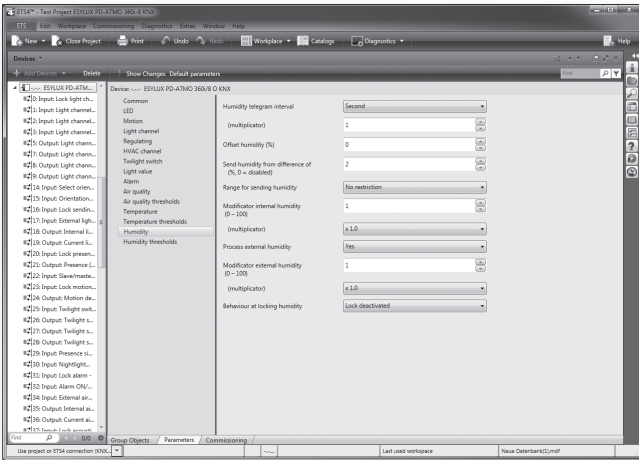 ETS4™ - Test Project ESYLUX PD-ATMO 360i-8 KNX
ETS Edit Workplace Commissioning Diagnostics Extras Window Help
New Close Project Print Undo Redo Workplace Catalogs Diagnostics Help
Devices
Add Devices Delete Show Changes Default parameters Find
-.-.- ESYLUX PD-ATM...
0: Input: Lock light ch...
1: Input: Light channel...
2: Input: Light channel...
3: Input: Light channel...
5: Output: Light chann...
7: Output: Light chann...
8: Output: Light chann...
9: Output: Light chann...
14: Input: Select orien...
15: Input: Orientation...
16: Input: Lock sendin...
17: Input: External ligh...
18: Output: Internal li...
19: Output: Current li...
20: Input: Lock presen...
21: Output: Presence (...
22: Input: Slave/maste...
23: Input: Lock motion...
24: Output: Motion de...
25: Input: Twilight swit...
26: Output: Twilight s...
27: Output: Twilight s...
28: Output: Twilight s...
29: Input: Presence si...
30: Input: Nightlight...
31: Input: Lock alarm -
32: Input: Alarm ON/...
34: Input: External air...
35: Output: Internal ai...
36: Output: Current ai...
37: Input: Lock acousti...
Find 0/0
Device: -.-.- ESYLUX PD-ATMO 360i/8 O KNX
Common
LED
Motion
Light channel
Regulating
HVAC channel
Twilight switch
Light value
Alarm
Air quality
Air quality thresholds
Temperature
Temperature thresholds
Humidity
Humidity thresholds
Humidity telegram interval Second
(multiplicator) 1
Offset humidity (%) 0
Send humidity from difference of 2
(%, 0 = disabled)
Range for sending humidity No restriction
Modificator internal humidity 1
(0 – 100)
(multiplicator) x 1.0
Process external humidity Yes
Modificator external humidity 1
(0 – 100)
(multiplicator) x 1.0
Behaviour at locking humidity Lock deactivated
Group Objects Parameters Commissioning
Use project or ETS4 connection (KNX... -.-.- Last used workspace Neue Datenbank(1).mdf